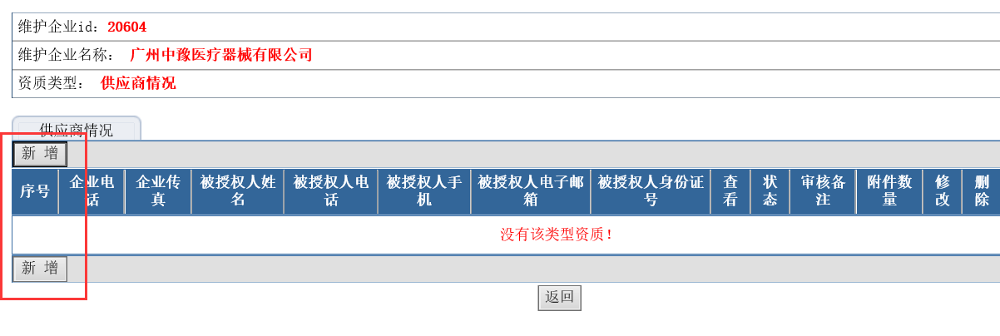 维护企业id: 20604
维护企业名称: 广州中豫医疗器械有限公司
资质类型: 供应商情况
供应商情况
新 增
序号 企业电话 企业传真 被授权人姓名 被授权人电话 被授权人手机 被授权人电子邮箱 被授权人身份证号 查看 状态 审核备注 附件数量 修改 删除
没有该类型资质!
新 增
返回